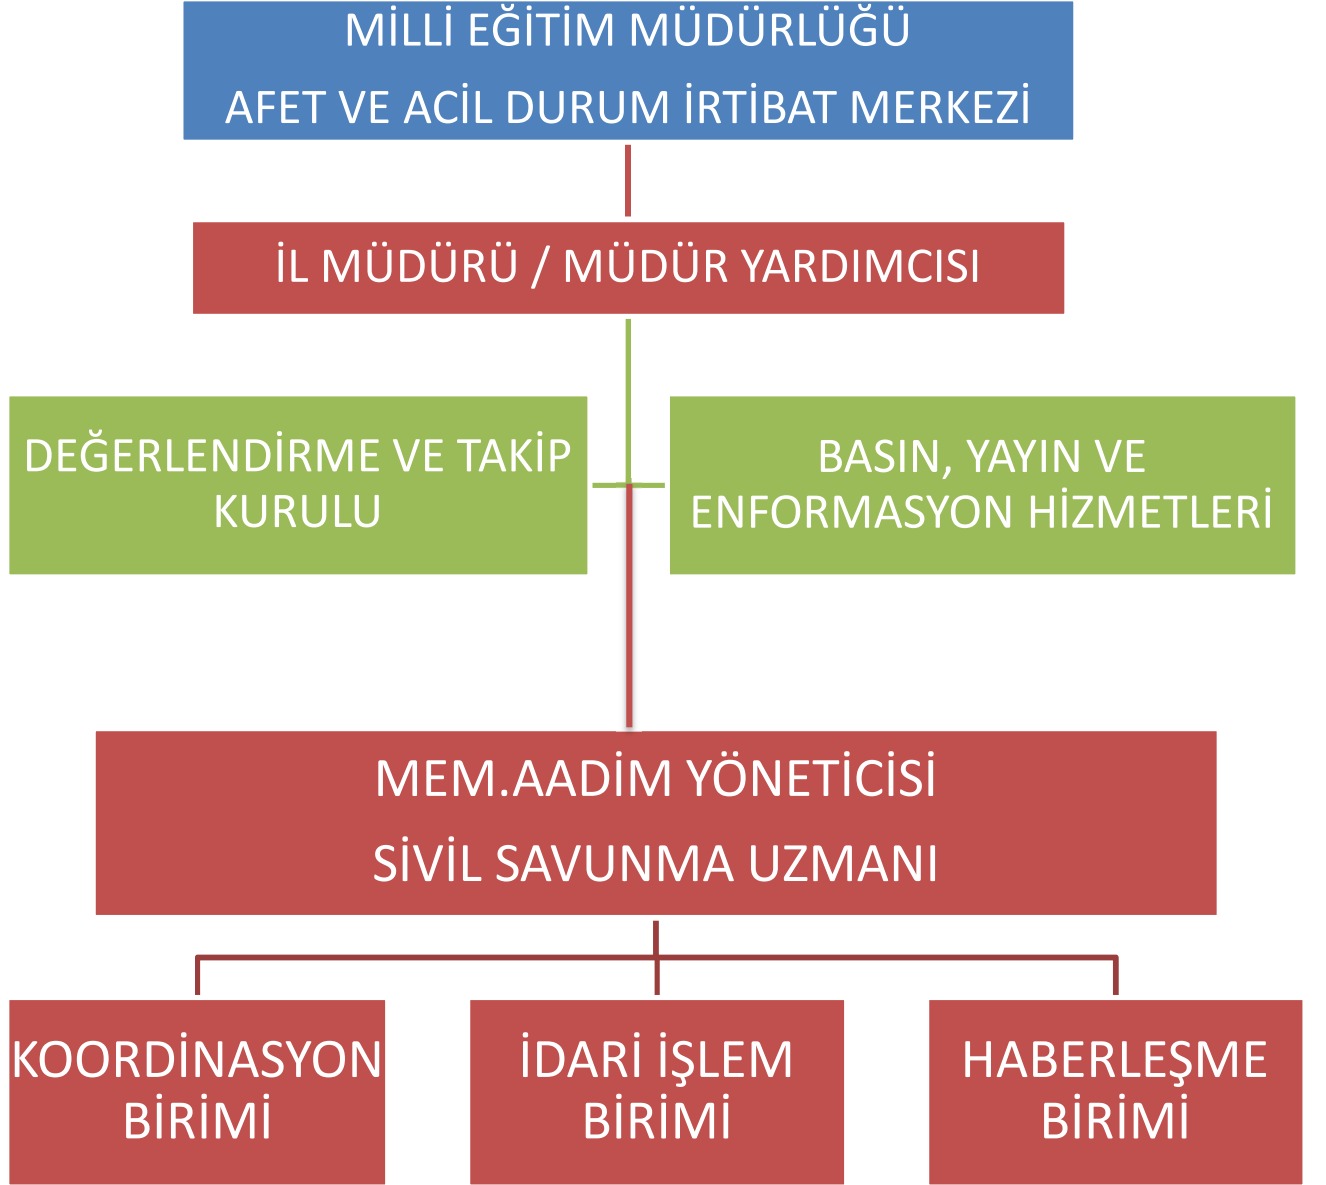 MİLLİ EĞİTİM MÜDÜRLÜĞÜ
AFET VE ACİL DURUM İRTİBAT MERKEZİ
İL MÜDÜRÜ / MÜDÜR YARDIMCISI
DEĞERLENDİRME VE TAKİP
KURULU
BASIN, YAYIN VE
ENFORMASYON HİZMETLERİ
MEM.AADİM YÖNETİCİSİ
SİVİL SAVUNMA UZMANI
KOORDİNASYON
BİRİMİ
İDARİ İŞLEM
BİRİMİ
HABERLEŞME
BİRİMİ